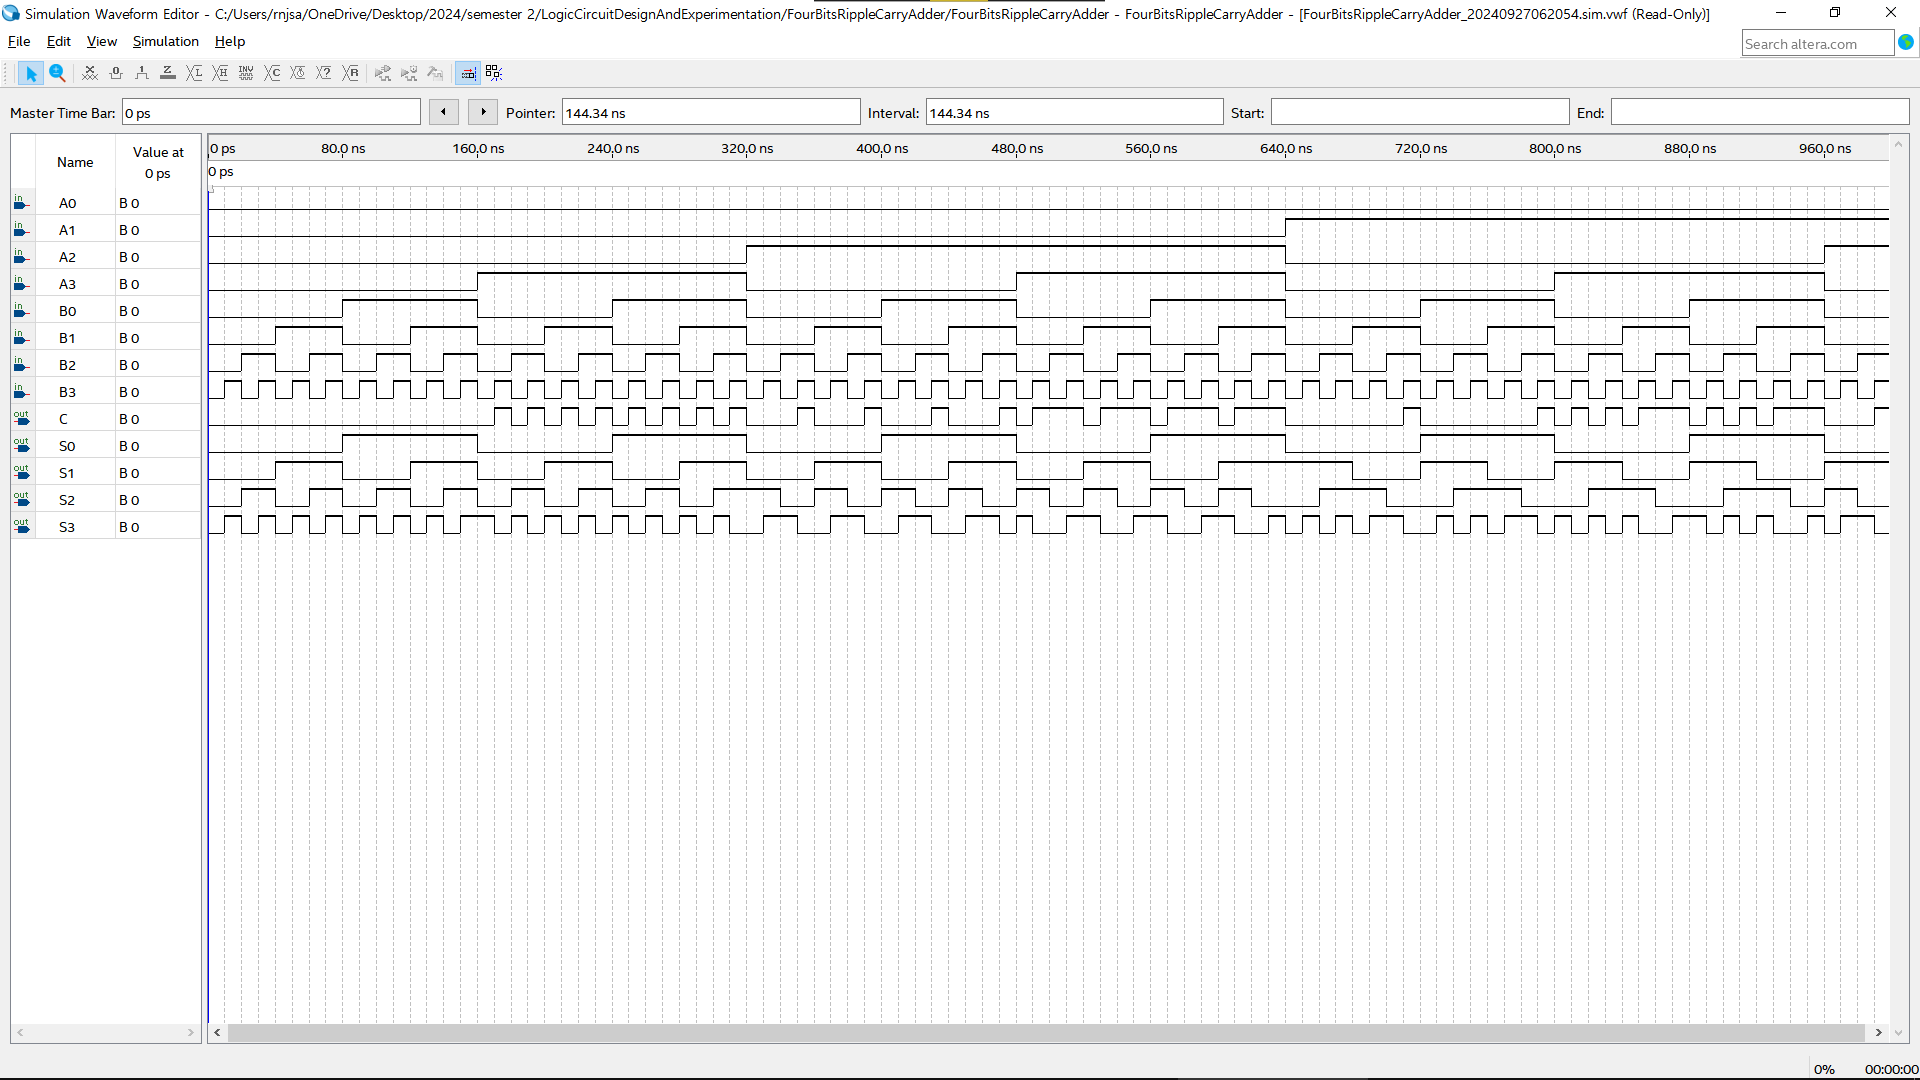 Simulation Waveform Editor - C:/Users/rnjsa/OneDrive/Desktop/2024/semester 2/LogicCircuitDesignAndExperimentation/FourBitsRippleCarryAdder/FourBitsRippleCarryAdder - FourBitsRippleCarryAdder - [FourBitsRippleCarryAdder_20240927062054.sim.vwf (Read-Only)]
File Edit View Simulation Help
Search altera.com
Master Time Bar: 0 ps Pointer: 144.34 ns Interval: 144.34 ns Start: End:
Name Value at 0 ps
0 ps 80.0 ns 160.0 ns 240.0 ns 320.0 ns 400.0 ns 480.0 ns 560.0 ns 640.0 ns 720.0 ns 800.0 ns 880.0 ns 960.0 ns
0 ps
in A0 B 0
in A1 B 0
in A2 B 0
in A3 B 0
in B0 B 0
in B1 B 0
in B2 B 0
in B3 B 0
out C B 0
out S0 B 0
out S1 B 0
out S2 B 0
out S3 B 0
0% 00:00:00